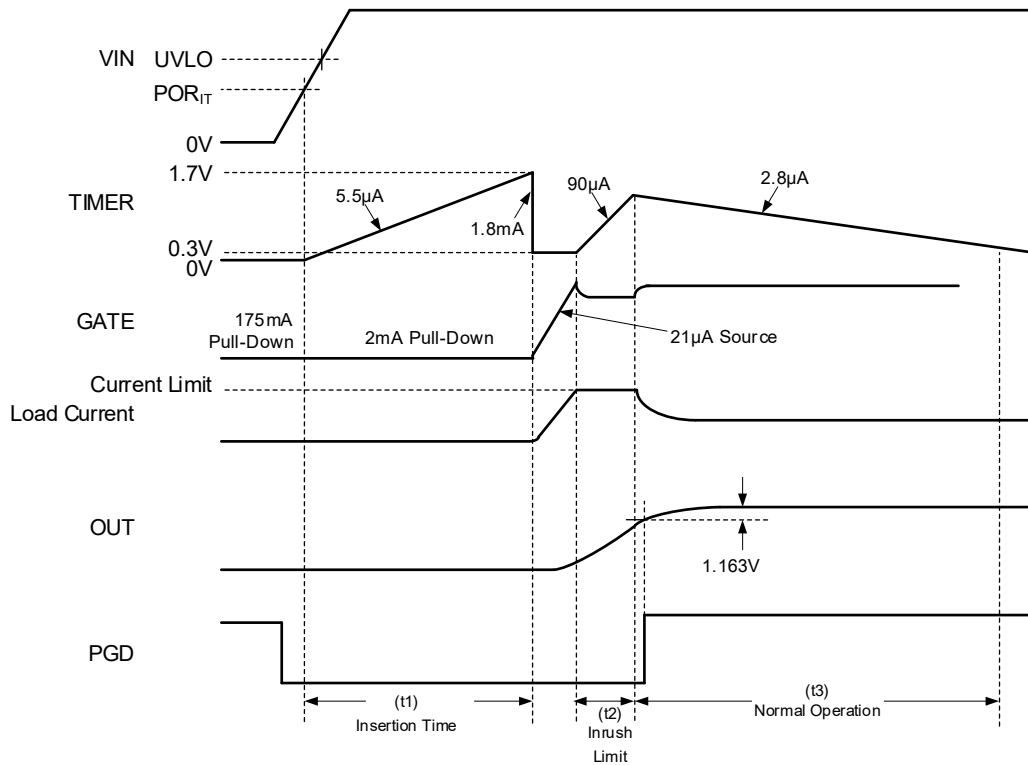 VIN UVLO
POR_IT
0V
1.7V
TIMER
5.5µA
1.8mA
90µA
2.8µA
0.3V
0V
GATE
175mA
Pull-Down
2mA Pull-Down
21µA Source
Current Limit
Load Current
OUT
1.163V
PGD
(t1)
Insertion Time
(t2)
Inrush
Limit
(t3)
Normal Operation